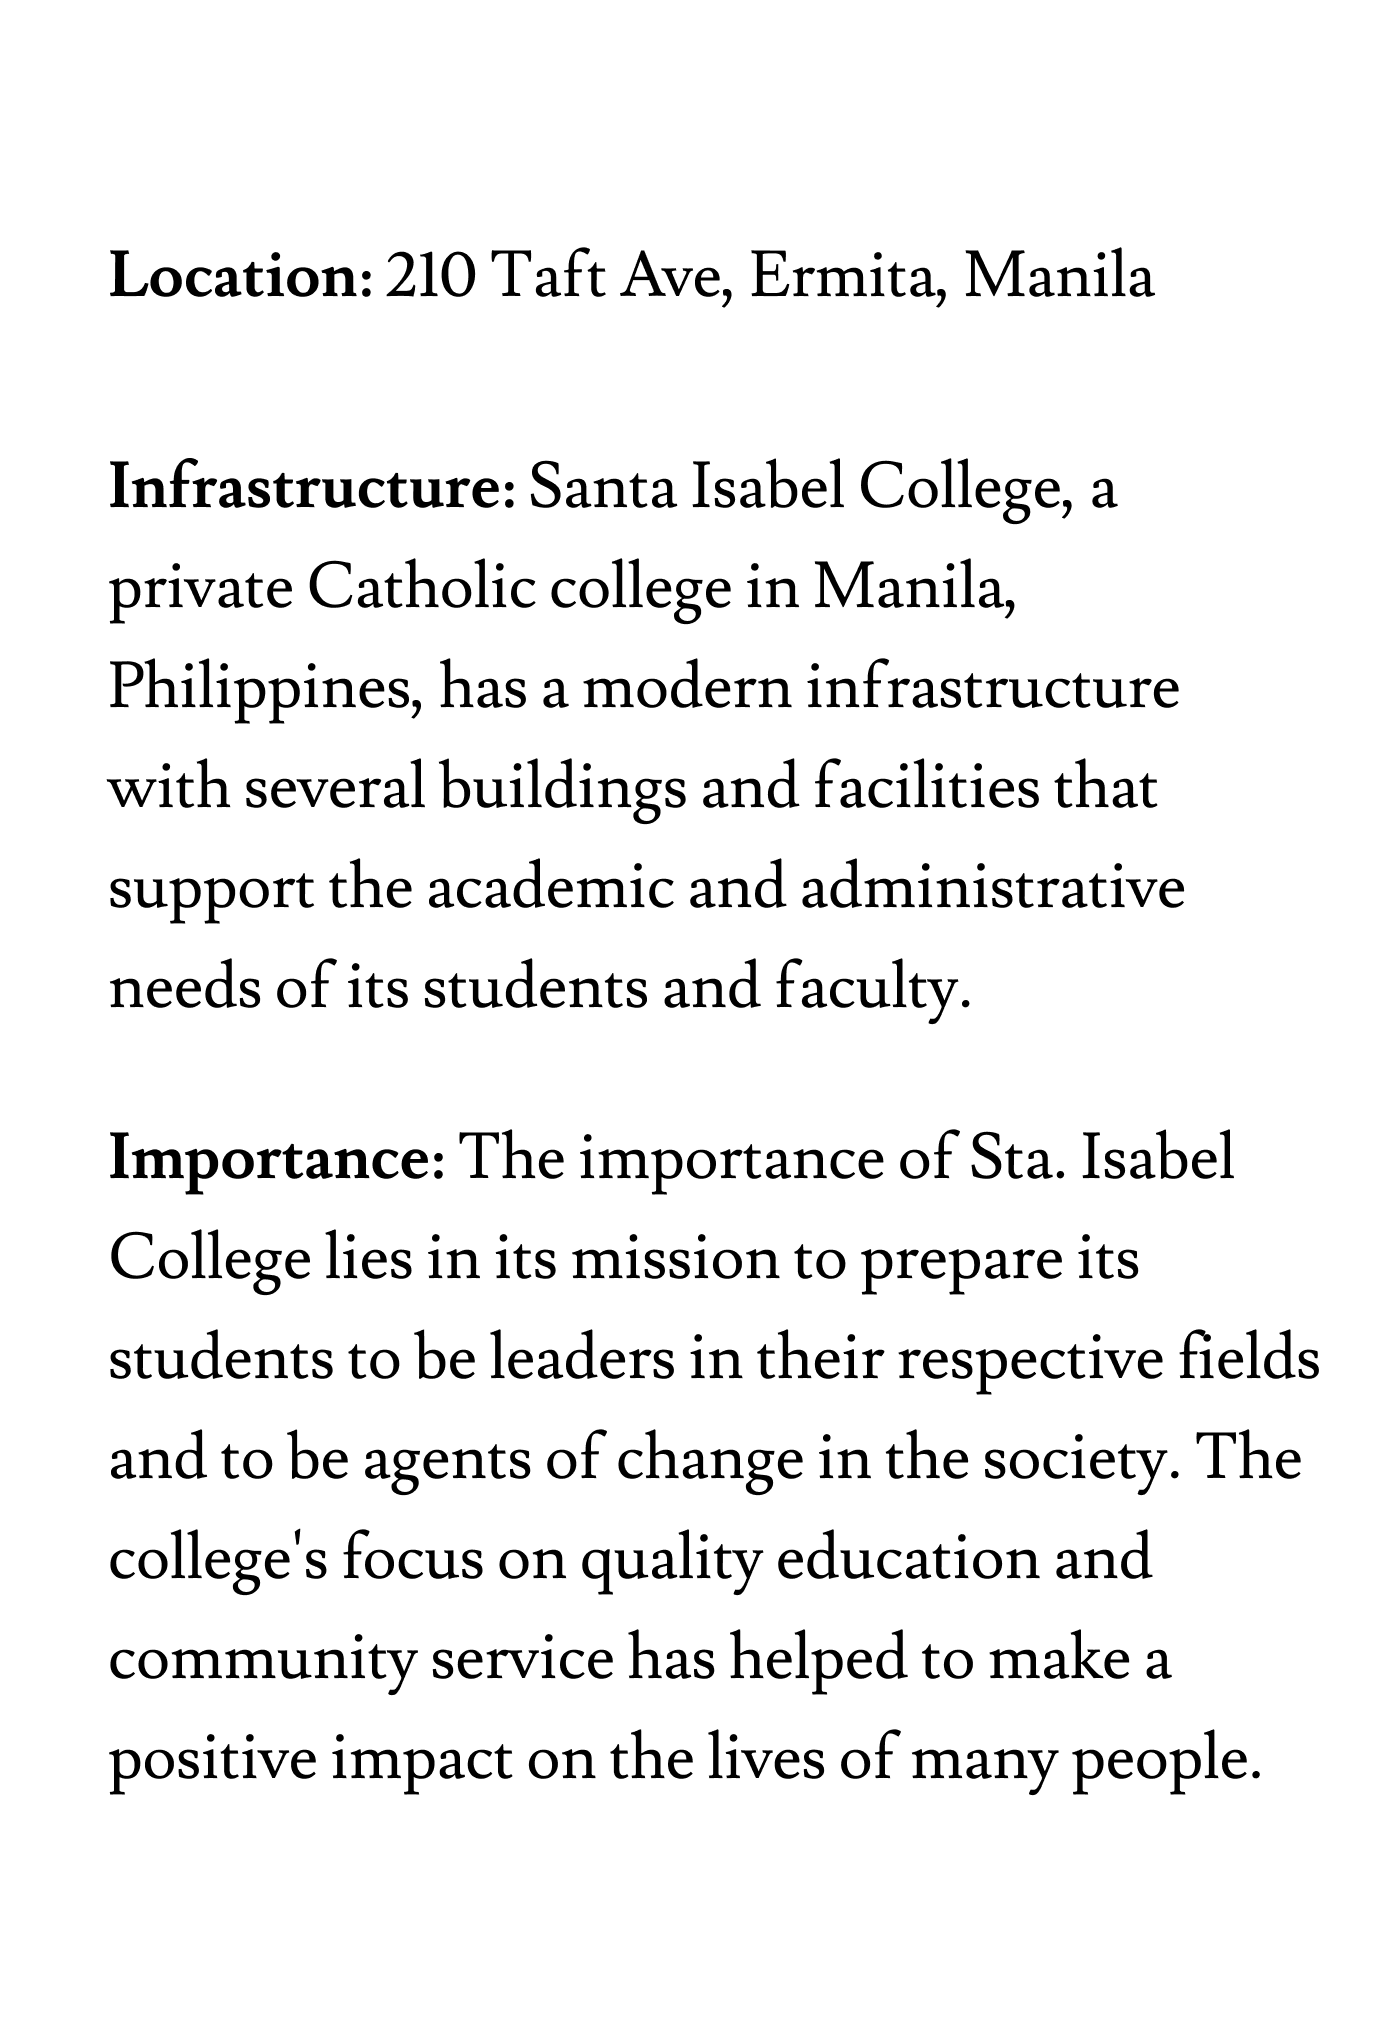 Location: 210 Taft Ave, Ermita, Manila
Infrastructure: Santa Isabel College, a
private Catholic college in Manila,
Philippines, has a modern infrastructure
with several buildings and facilities that
support the academic and administrative
needs of its students and faculty.
Importance: The importance of Sta. Isabel
College lies in its mission to prepare its
students to be leaders in their respective fields
and to be agents of change in the society. The
college's focus on quality education and
community service has helped to make a
positive impact on the lives of many people.